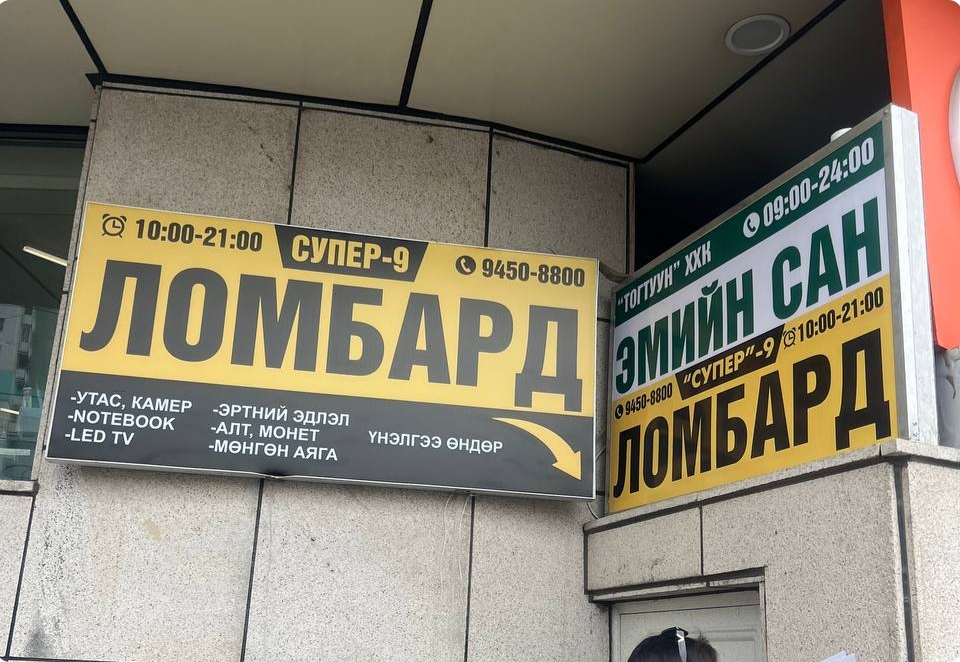 10:00-21:00 СУПЕР-9 9450-8800
ЛОМБАРД
-УТАС, КАМЕР
-NOTEBOOK
-LED TV
-ЭРТНИЙ ЭДЛЭЛ
-АЛТ, МОНЕТ
-МӨНГӨН АЯГА
ҮНЭЛГЭЭ ӨНДӨР
09:00-24:00
"ТОГТУУН" ХХК
ЭМИЙН САН
9450-8800 "СУПЕР"-9 10:00-21:00
ЛОМБАРД